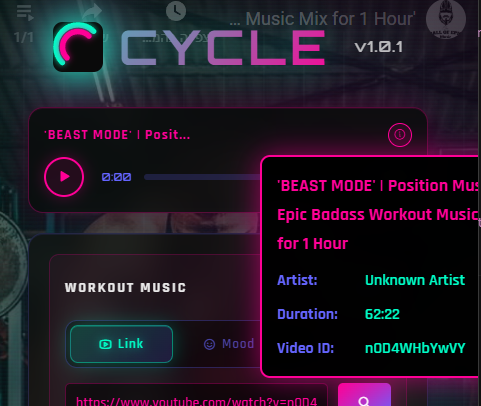 ... Music Mix for 1 Hour'
1/1
CYCLE v1.0.1
'BEAST MODE' | Posit...
0:00
'BEAST MODE' | Position Mus
Epic Badass Workout Music
for 1 Hour
Artist: Unknown Artist
Duration: 62:22
Video ID: n0D4WHbYwVY
WORKOUT MUSIC
Link
Mood
https://www.youtube.com/watch?v=n0D4